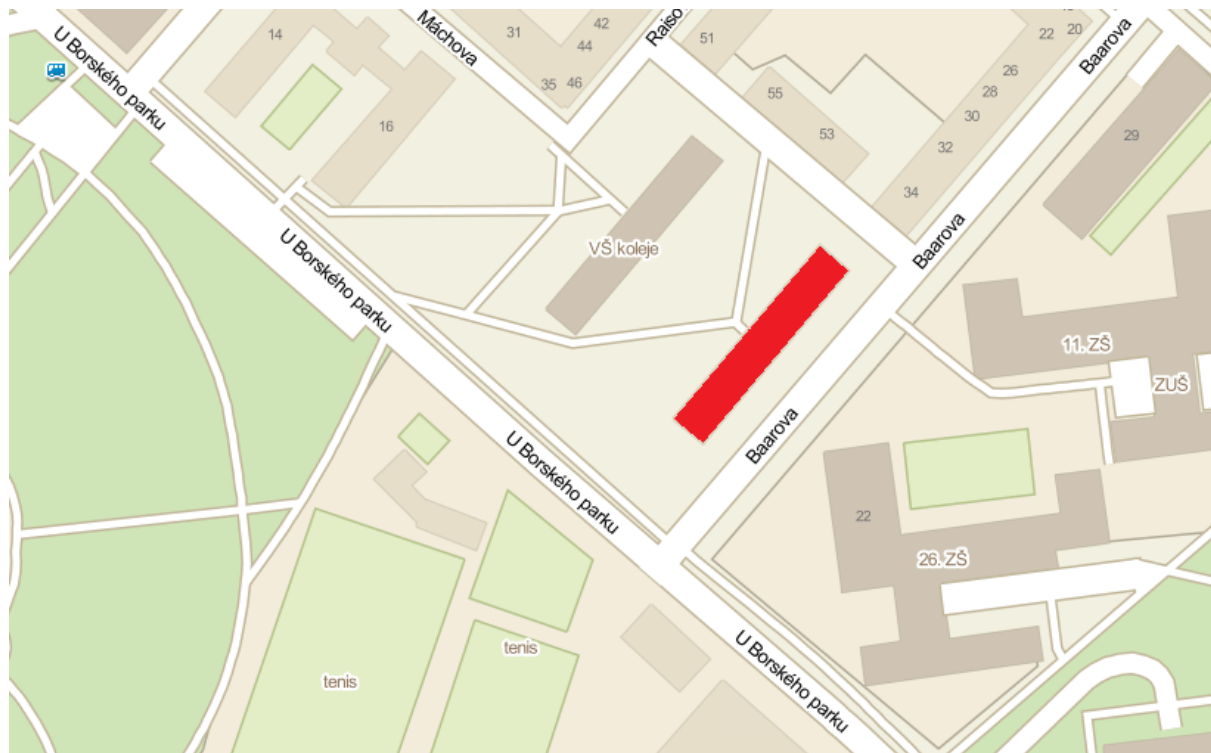 U Borského parku
Máchova
31
42
44
46
35
14
16
Raiso
51
55
53
22
20
26
28
30
32
34
Baarova
29
VŠ koleje
U Borského parku
Baarova
11. ZŠ
ZUŠ
Baarova
U Borského parku
22
26. ZŠ
tenis
tenis
U Borského parku